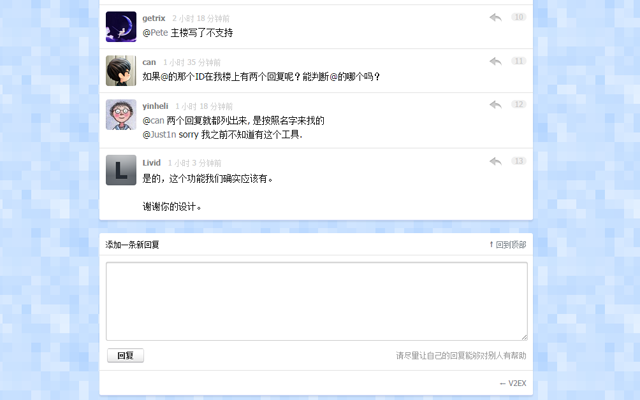 getrix 2 小时 18 分钟前 10
@Pete 主楼写了不支持
can 1 小时 35 分钟前 11
如果@的那个ID在我楼上有两个回复呢？能判断@的哪个吗？
yinheli 1 小时 18 分钟前 12
@can 两个回复就都列出来, 是按照名字来找的
@Just1n sorry 我之前不知道有这个工具.
L
Livid 1 小时 3 分钟前 13
是的，这个功能我们确实应该有。
谢谢你的设计。
添加一条新回复 ↑ 回到顶部
回复 请尽量让自己的回复能够对别人有帮助
← V2EX